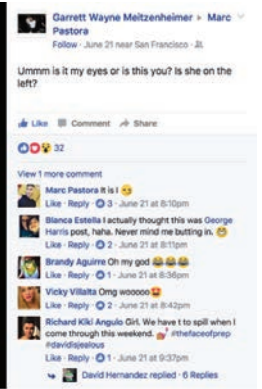 Garrett Wayne Meitzenheimer ▸ Marc
Pastora
Follow · June 21 near San Francisco ·
Ummm is it my eyes or is this you? Is she on the
left?
Like Comment Share
32
View 1 more comment
Marc Pastora It is I
Like · Reply · 3 · June 21 at 8:10pm
Bianca Estella I actually thought this was George
Harris post, haha. Never mind me butting in.
Like · Reply · 2 · June 21 at 8:11pm
Brandy Aguirre Oh my god
Like · Reply · 1 · June 21 at 8:36pm
Vicky Villalta Omg wooooo
Like · Reply · 2 · June 21 at 8:42pm
Richard Kiki Angulo Girl. We have t to spill when I
come through this weekend. #thefaceofprep
#davidisjealous
Like · Reply · 1 · June 21 at 9:37pm
David Hernandez replied · 6 Replies